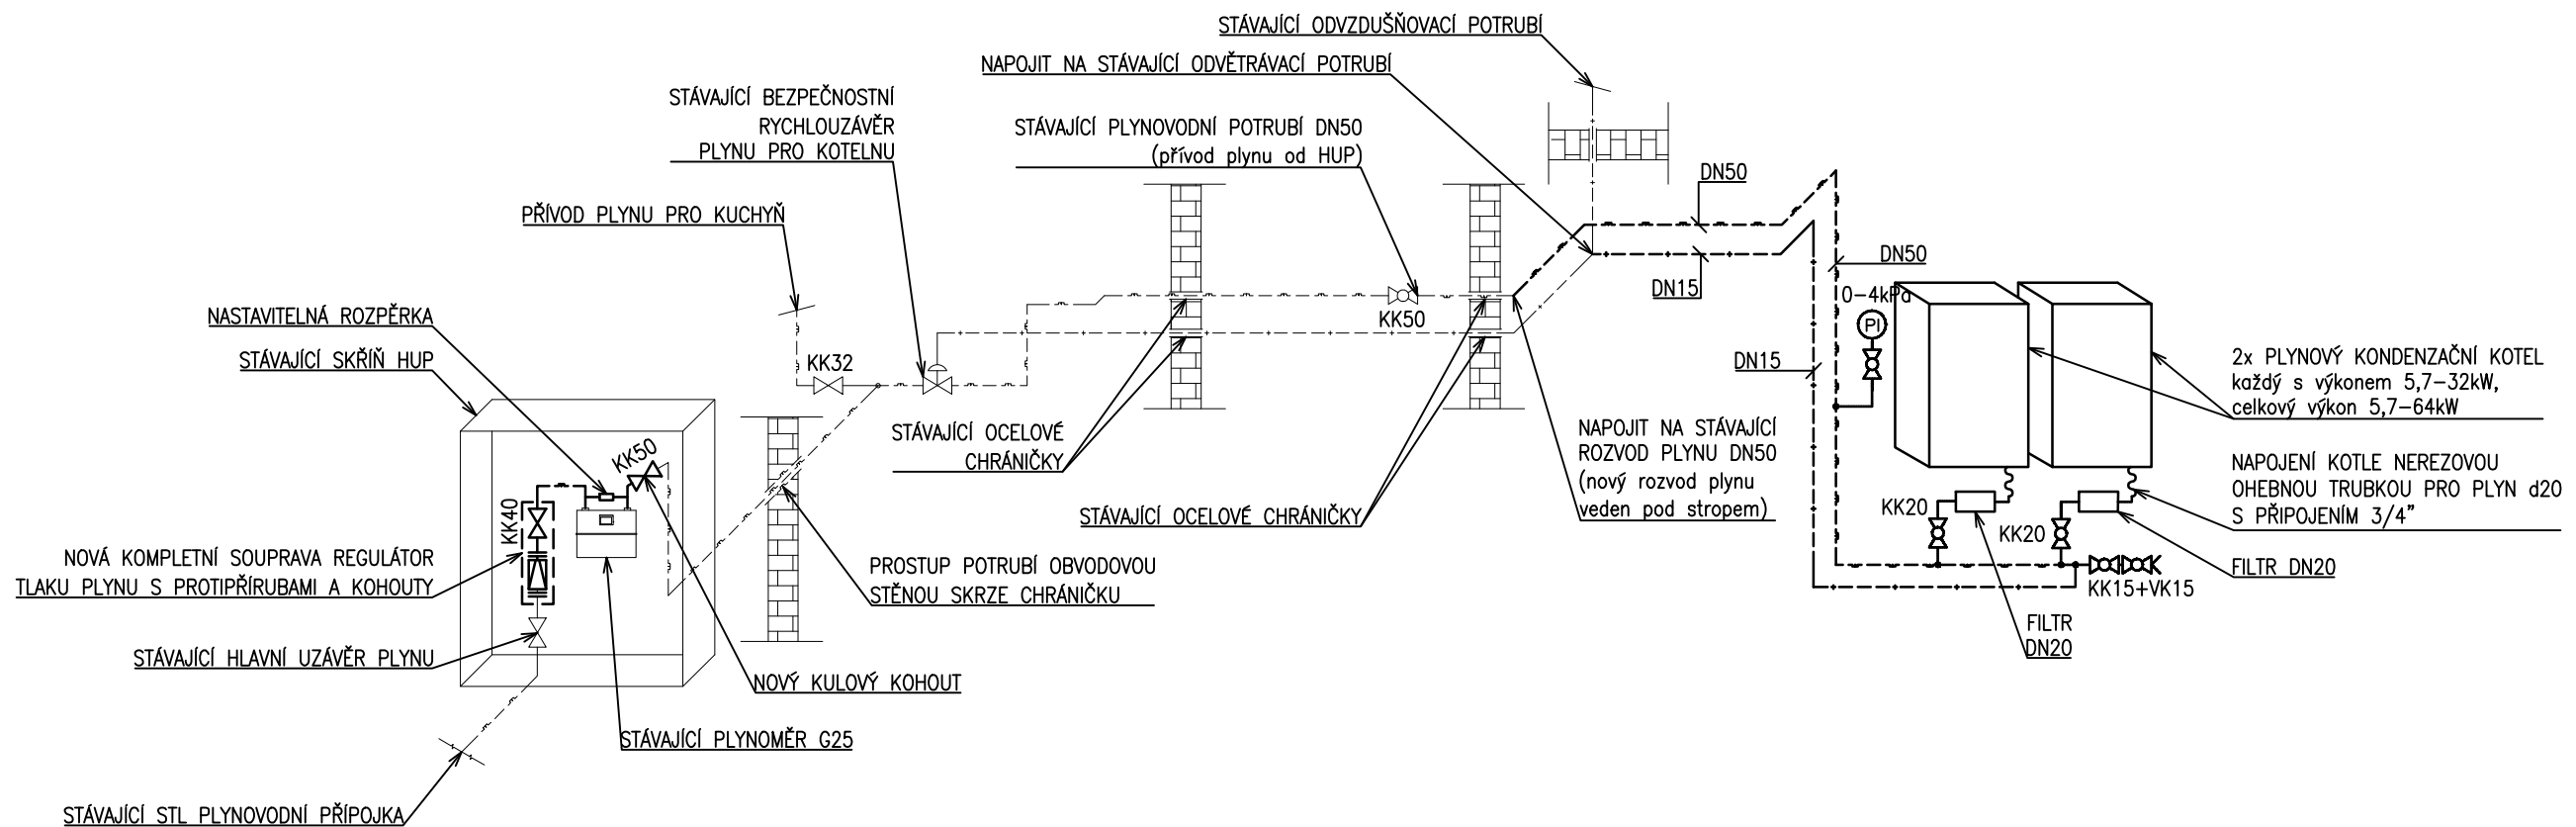 STÁVAJÍCÍ ODVZDUŠŇOVACÍ POTRUBÍ
NAPOJIT NA STÁVAJÍCÍ ODVĚTRÁVACÍ POTRUBÍ
STÁVAJÍCÍ BEZPEČNOSTNÍ
RYCHLOUZÁVĚR
PLYNU PRO KOTELNU
STÁVAJÍCÍ PLYNOVODNÍ POTRUBÍ DN50
(přívod plynu od HUP)
PŘÍVOD PLYNU PRO KUCHYŇ
DN50
DN15
DN50
0-4kPa
PI
NASTAVITELNÁ ROZPĚRKA
STÁVAJÍCÍ SKŘÍŇ HUP
KK32
KK50
DN15
2x PLYNOVÝ KONDENZAČNÍ KOTEL
každý s výkonem 5,7-32kW,
celkový výkon 5,7-64kW
STÁVAJÍCÍ OCELOVÉ
CHRÁNIČKY
NAPOJIT NA STÁVAJÍCÍ
ROZVOD PLYNU DN50
(nový rozvod plynu
veden pod stropem)
NAPOJENÍ KOTLE NEREZOVOU
OHEBNOU TRUBKOU PRO PLYN d20
S PŘIPOJENÍM 3/4"
KK50
KK40
STÁVAJÍCÍ OCELOVÉ CHRÁNIČKY
KK20
KK20
NOVÁ KOMPLETNÍ SOUPRAVA REGULÁTOR
TLAKU PLYNU S PROTIPŘÍRUBAMI A KOHOUTY
PROSTUP POTRUBÍ OBVODOVOU
STĚNOU SKRZE CHRÁNIČKU
FILTR DN20
KK15+VK15
FILTR
DN20
STÁVAJÍCÍ HLAVNÍ UZÁVĚR PLYNU
NOVÝ KULOVÝ KOHOUT
STÁVAJÍCÍ PLYNOMĚR G25
STÁVAJÍCÍ STL PLYNOVODNÍ PŘÍPOJKA